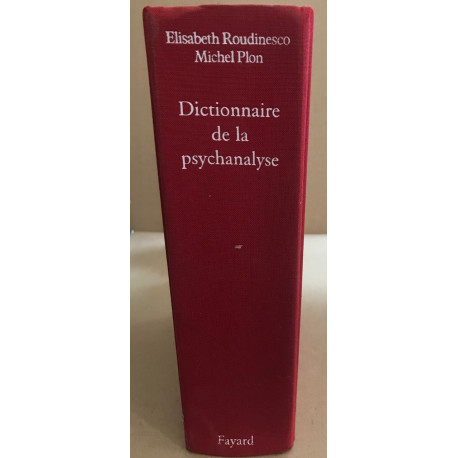 Elisabeth Roudinesco
Michel Plon
Dictionnaire
de la
psychanalyse
Fayard